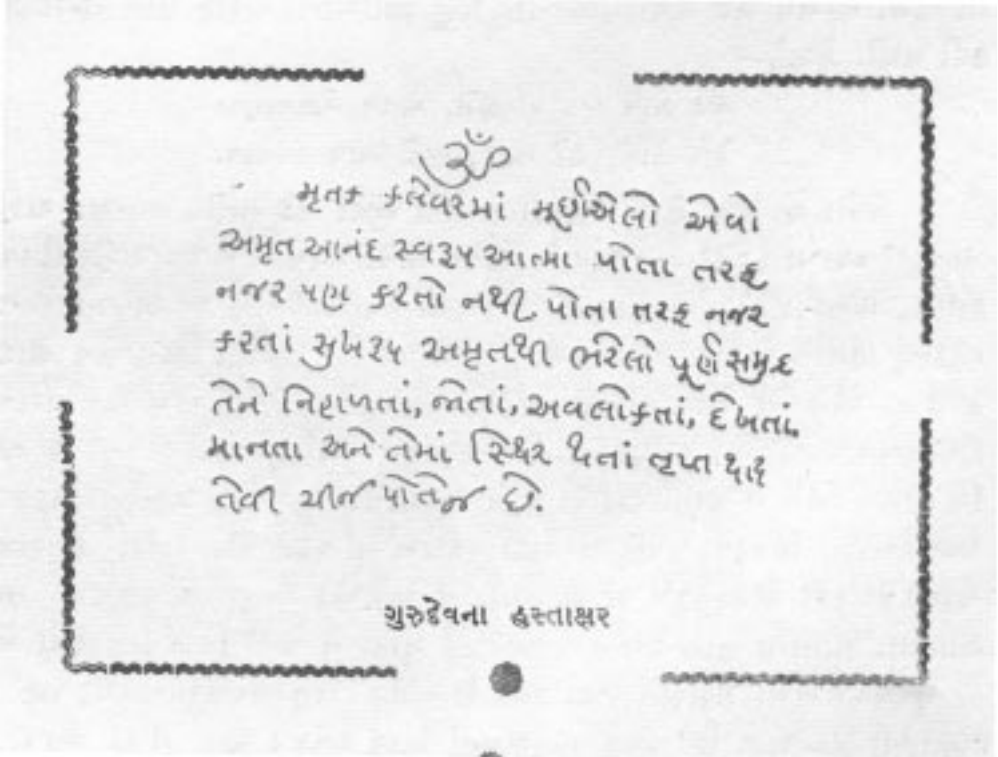 ૐ
મૃતક કલેવરમાં મૂર્છાએલો એવો
અમૃત આનંદ સ્વરૂપ આત્મા પોતા તરફ
નજર પણ કરતો નથી. પોતા તરફ નજર
કરતાં સુખરૂપ અમૃતથી ભરેલો પૂર્ણ સમુદ્ર
તેને નિહાળતાં, જોતાં, અવલોકતાં, દેખતાં,
માનતા અને તેમાં સ્થિર થતાં તૃપ્ત થાઇ
તેવી ચીજ પોતેજ છે.
ગુરુદેવના હસ્તાક્ષર